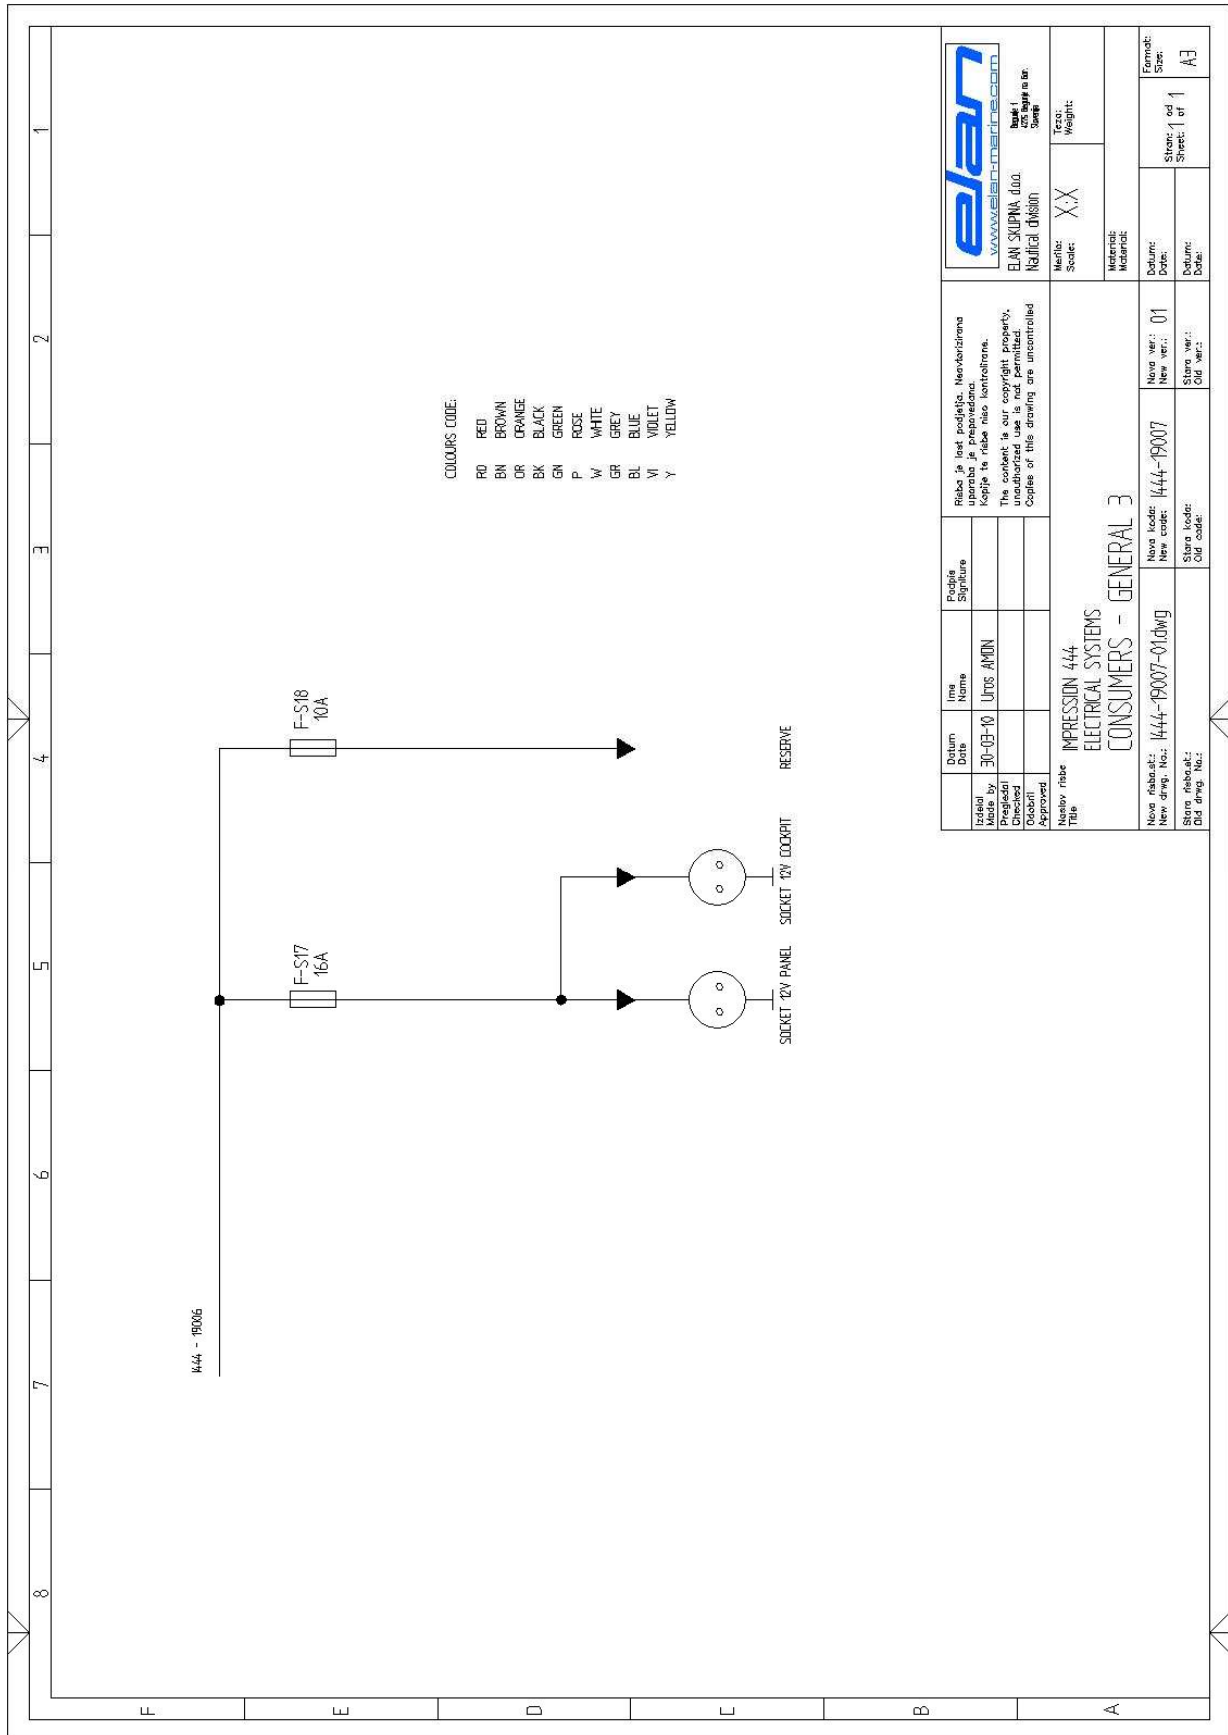 8 7 6 5 4 3 2 1
F
E
D
C
B
A
I444 - 19006
F-S17
16A
F-S18
10A
SOCKET 12V PANEL
SOCKET 12V COCKPIT
RESERVE
COLOURS CODE:
RD RED
BN BROWN
OR ORANGE
BK BLACK
GN GREEN
P ROSE
W WHITE
GR GREY
BL BLUE
VI VIOLET
Y YELLOW
Datum
Date
Ime
Name
Podpis
Signiture
Izdelal
Made by
30-03-10
Uros AMON
Pregledal
Checked
Odobril
Approved
Risba je last podjetja. Neavtorizirana
uporaba je prepovedana.
Kopije te risbe niso kontrolirane.
The content is our copyright property,
unauthorized use is not permitted.
Copies of this drawing are uncontrolled
elan
www.elan-marine.com
ELAN SKUPINA d.o.o.
Nautical division
Begunje 1
4275 Begunje na Gor.
Slovenija
Naslov risbe
Title
IMPRESSION 444
ELECTRICAL SYSTEMS
CONSUMERS - GENERAL 3
Merilo:
Scale:
X:X
Teza:
Weight:
Material:
Material:
Nova risba.st.:
New drwg. No.:
I444-19007-01.dwg
Nova koda:
New code:
I444-19007
Nova ver.:
New ver.:
01
Datum:
Date:
Stran: 1 od 1
Sheet: 1 of 1
Format:
Size:
A3
Stara risba.st.:
Old drwg. No.:
Stara koda:
Old code:
Stara ver.:
Old ver.:
Datum:
Date: